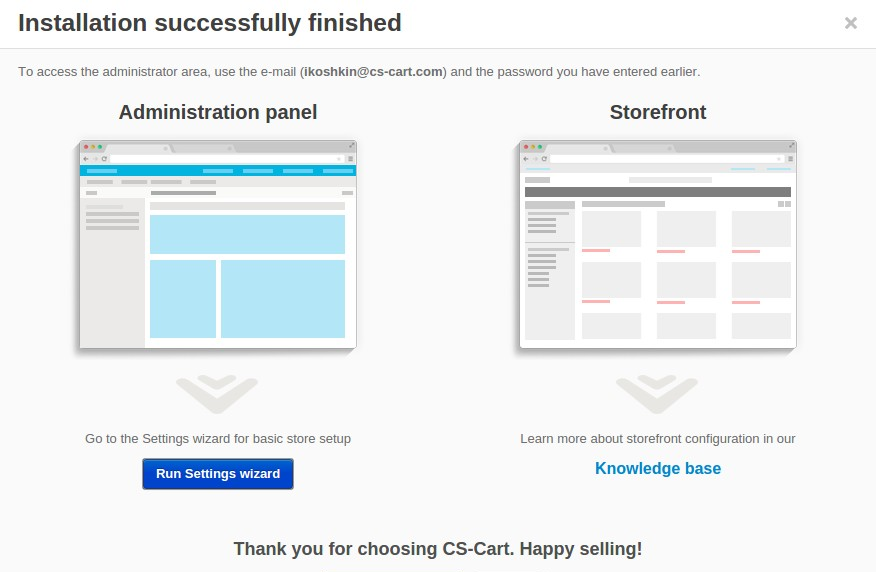 Installation successfully finished
To access the administrator area, use the e-mail (ikoshkin@cs-cart.com) and the password you have entered earlier.
Administration panel
Storefront
Go to the Settings wizard for basic store setup
Learn more about storefront configuration in our
Run Settings wizard
Knowledge base
Thank you for choosing CS-Cart. Happy selling!